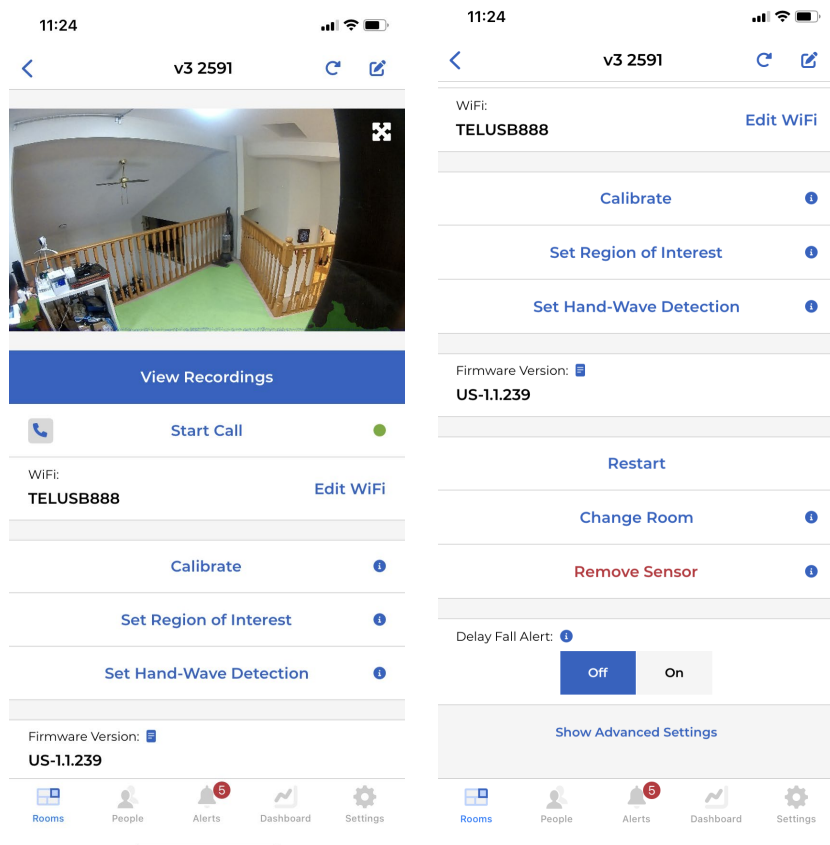 11:24
v3 2591
View Recordings
Start Call
WiFi:
TELUSB888
Edit WiFi
Calibrate
Set Region of Interest
Set Hand-Wave Detection
Firmware Version:
US-1.1.239
5
Rooms People Alerts Dashboard Settings
11:24
v3 2591
WiFi:
TELUSB888
Edit WiFi
Calibrate
Set Region of Interest
Set Hand-Wave Detection
Firmware Version:
US-1.1.239
Restart
Change Room
Remove Sensor
Delay Fall Alert:
Off On
Show Advanced Settings
5
Rooms People Alerts Dashboard Settings